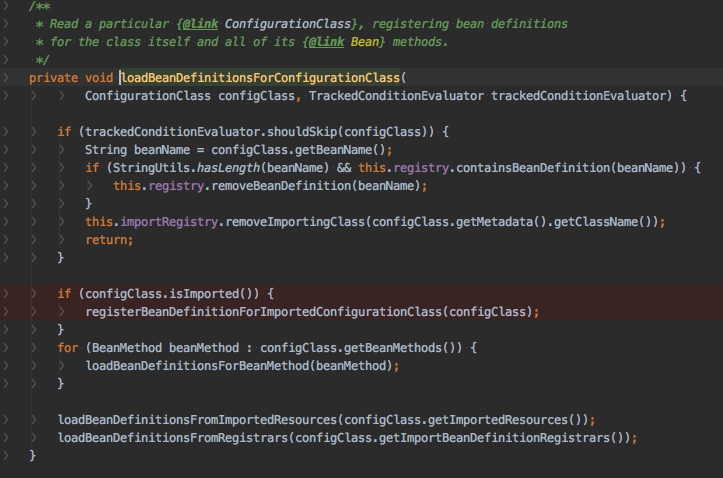 /**
 * Read a particular {@link ConfigurationClass}, registering bean definitions
 * for the class itself and all of its {@link Bean} methods.
 */
private void loadBeanDefinitionsForConfigurationClass(
        ConfigurationClass configClass, TrackedConditionEvaluator trackedConditionEvaluator) {

    if (trackedConditionEvaluator.shouldSkip(configClass)) {
        String beanName = configClass.getBeanName();
        if (StringUtils.hasLength(beanName) && this.registry.containsBeanDefinition(beanName)) {
            this.registry.removeBeanDefinition(beanName);
        }
        this.importRegistry.removeImportingClass(configClass.getMetadata().getClassName());
        return;
    }

    if (configClass.isImported()) {
        registerBeanDefinitionForImportedConfigurationClass(configClass);
    }
    for (BeanMethod beanMethod : configClass.getBeanMethods()) {
        loadBeanDefinitionsForBeanMethod(beanMethod);
    }

    loadBeanDefinitionsFromImportedResources(configClass.getImportedResources());
    loadBeanDefinitionsFromRegistrars(configClass.getImportBeanDefinitionRegistrars());
}